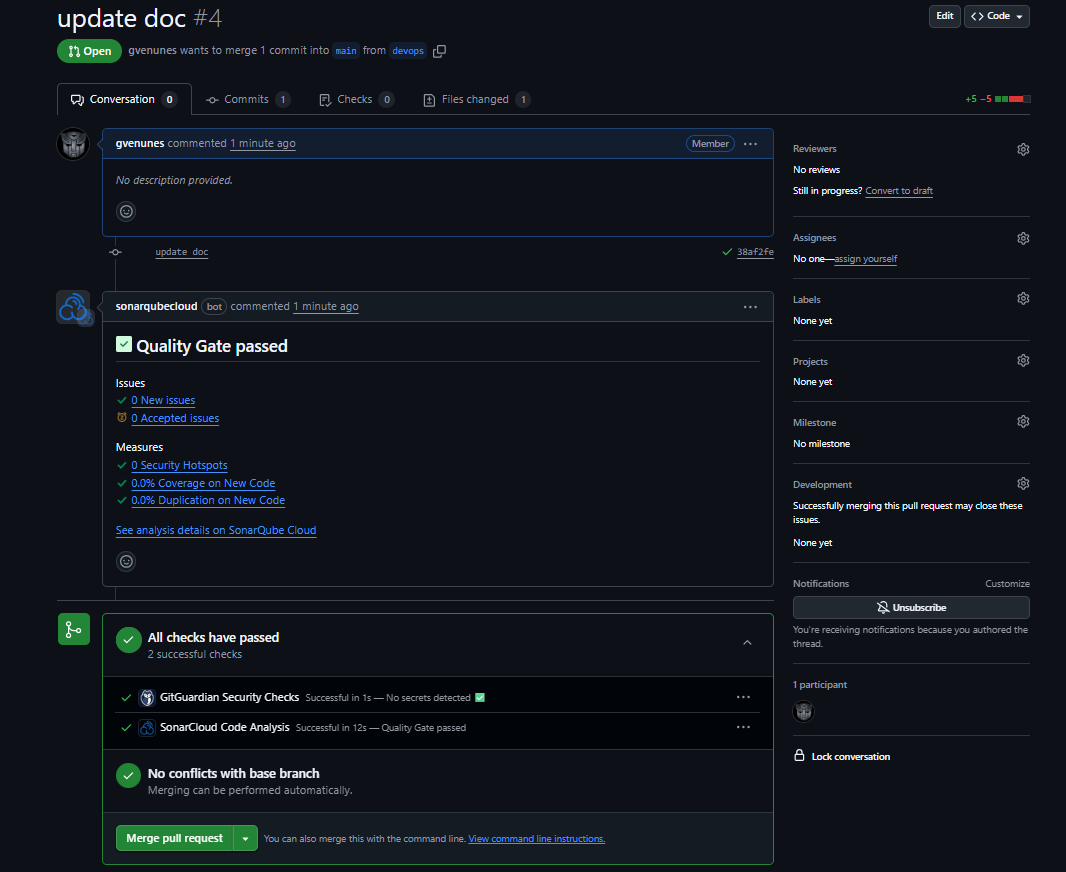 update doc #4
Edit
Code
Open
gvenunes wants to merge 1 commit into main from devops
Conversation 0
Commits 1
Checks 0
Files changed 1
+5 −5
gvenunes commented 1 minute ago
Member
No description provided.
update doc
38af2fe
sonarqubecloud bot commented 1 minute ago
Quality Gate passed
Issues
0 New issues
0 Accepted issues
Measures
0 Security Hotspots
0.0% Coverage on New Code
0.0% Duplication on New Code
See analysis details on SonarQube Cloud
All checks have passed
2 successful checks
GitGuardian Security Checks Successful in 1s — No secrets detected
SonarCloud Code Analysis Successful in 12s — Quality Gate passed
No conflicts with base branch
Merging can be performed automatically.
Merge pull request
You can also merge this with the command line. View command line instructions.
Reviewers
No reviews
Still in progress? Convert to draft
Assignees
No one—assign yourself
Labels
None yet
Projects
None yet
Milestone
No milestone
Development
Successfully merging this pull request may close these
issues.
None yet
Notifications
Customize
Unsubscribe
You're receiving notifications because you authored the
thread.
1 participant
Lock conversation